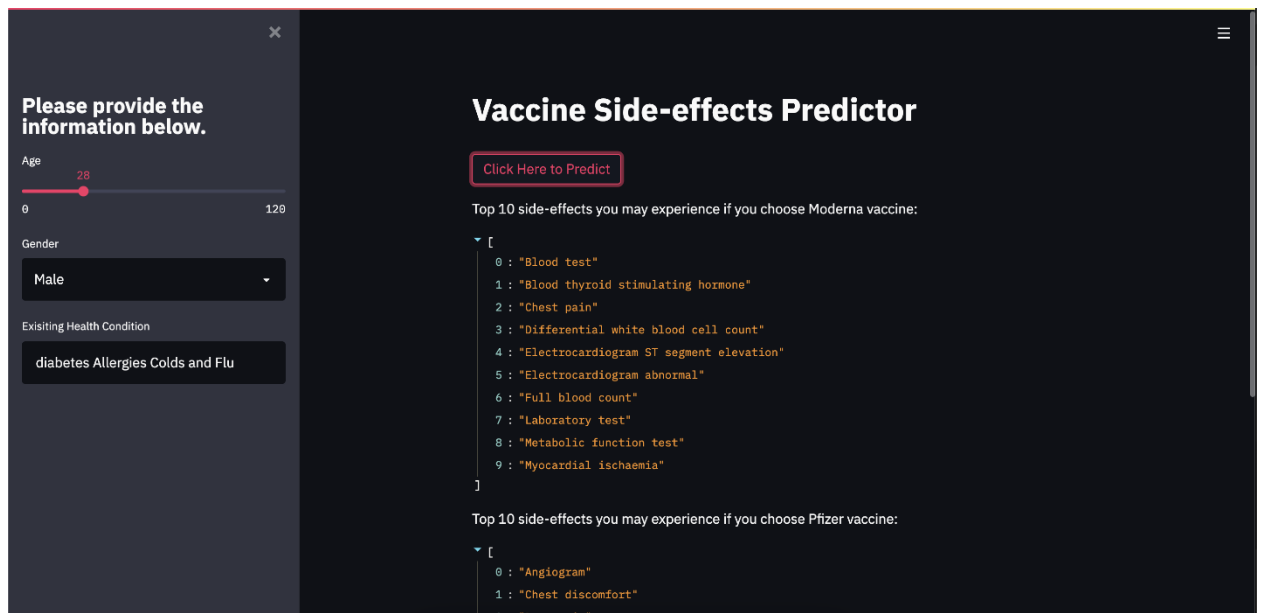 Please provide the
information below.
Age
28
0 120
Gender
Male
Exisiting Health Condition
diabetes Allergies Colds and Flu
Vaccine Side-effects Predictor
Click Here to Predict
Top 10 side-effects you may experience if you choose Moderna vaccine:
[
0 : "Blood test"
1 : "Blood thyroid stimulating hormone"
2 : "Chest pain"
3 : "Differential white blood cell count"
4 : "Electrocardiogram ST segment elevation"
5 : "Electrocardiogram abnormal"
6 : "Full blood count"
7 : "Laboratory test"
8 : "Metabolic function test"
9 : "Myocardial ischaemia"
]
Top 10 side-effects you may experience if you choose Pfizer vaccine:
[
0 : "Angiogram"
1 : "Chest discomfort"